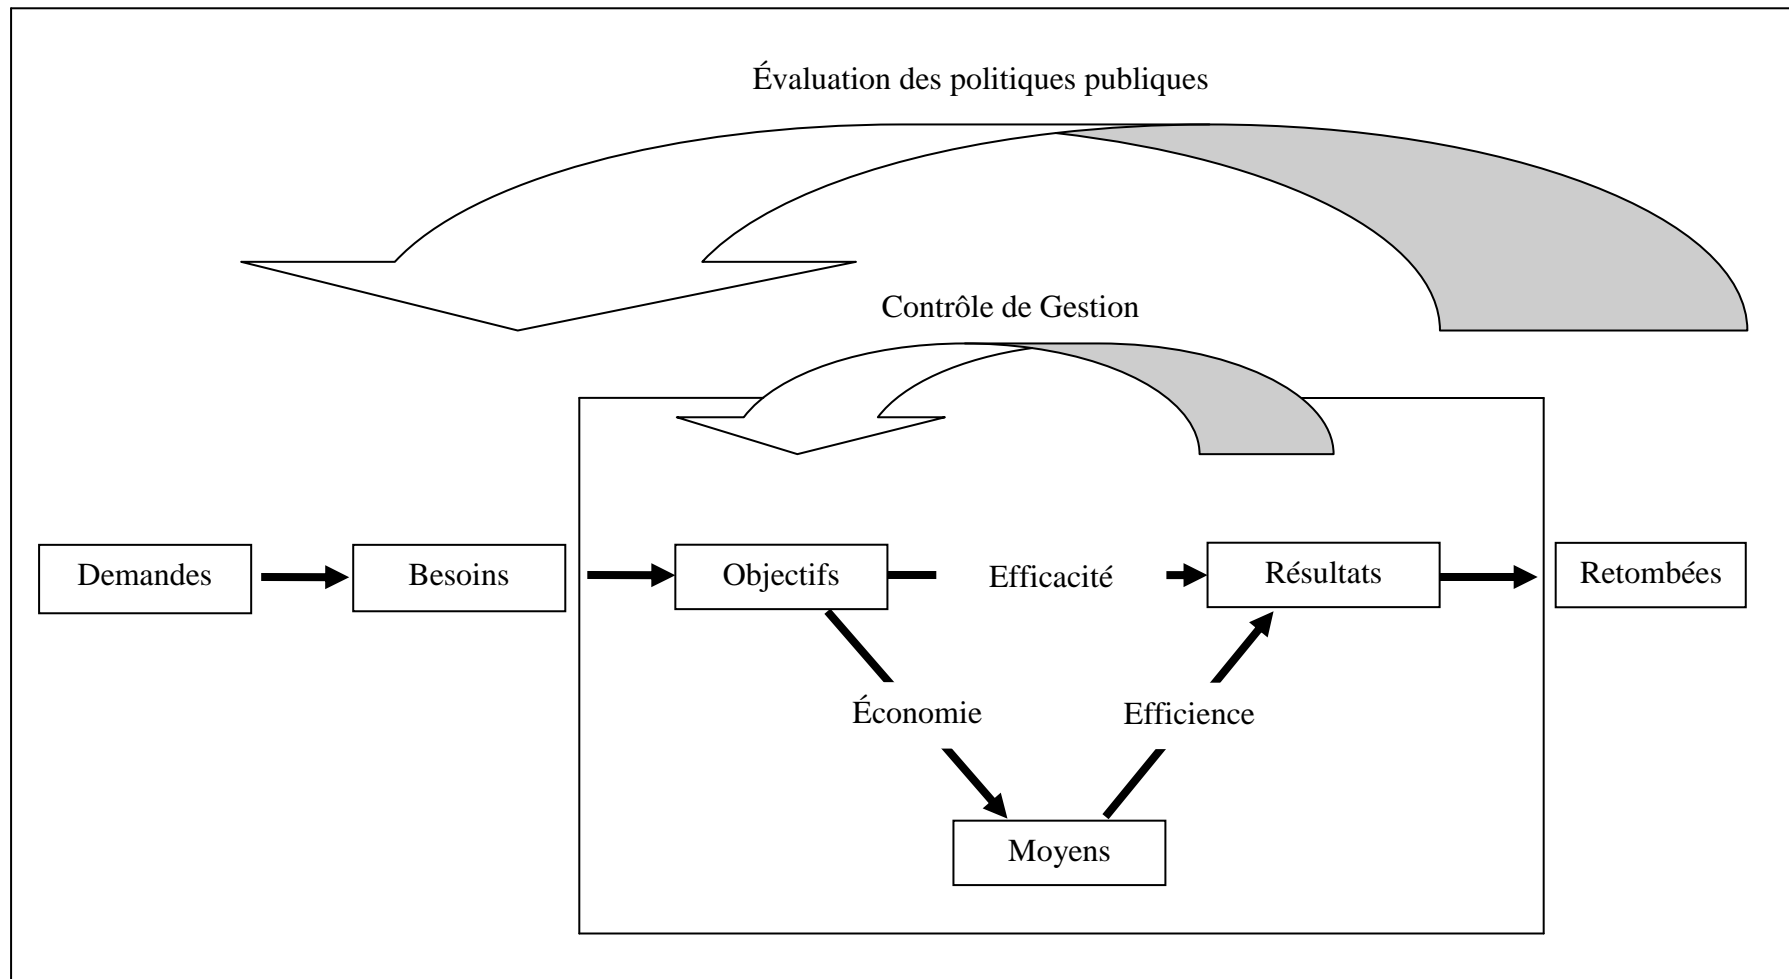 Évaluation des politiques publiques
Contrôle de Gestion
Demandes
Besoins
Objectifs
Efficacité
Résultats
Retombées
Économie
Efficience
Moyens